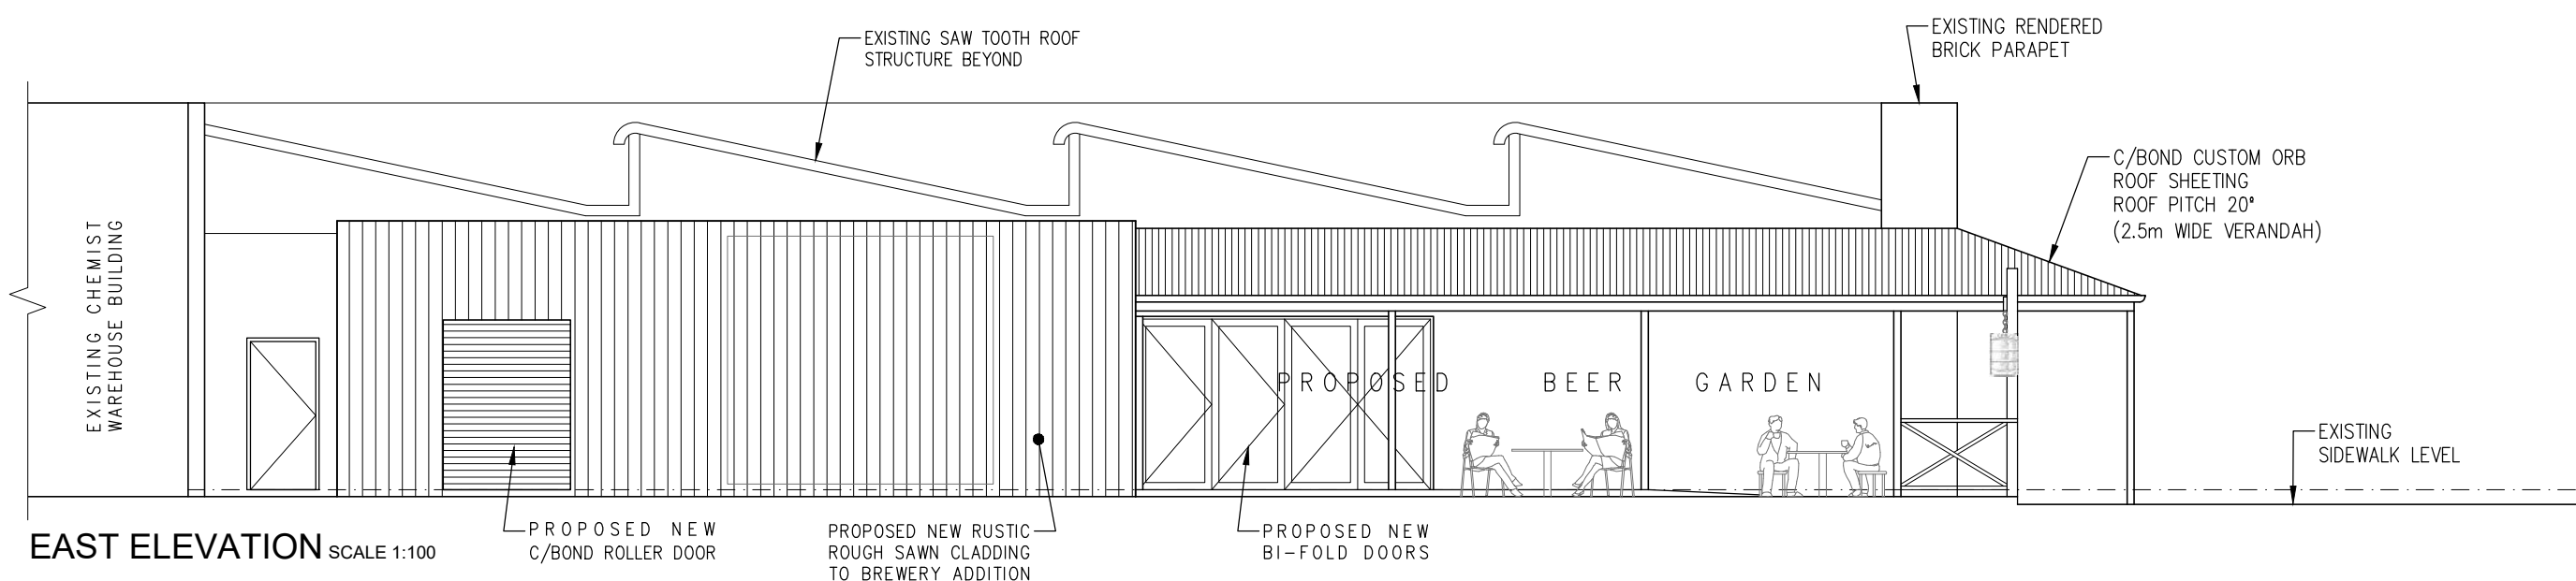 EXISTING SAW TOOTH ROOF
STRUCTURE BEYOND
EXISTING RENDERED
BRICK PARAPET
C/BOND CUSTOM ORB
ROOF SHEETING
ROOF PITCH 20°
(2.5m WIDE VERANDAH)
EXISTING CHEMIST
WAREHOUSE BUILDING
PROPOSED BEER GARDEN
EXISTING
SIDEWALK LEVEL
PROPOSED NEW
C/BOND ROLLER DOOR
PROPOSED NEW RUSTIC
ROUGH SAWN CLADDING
TO BREWERY ADDITION
PROPOSED NEW
BI-FOLD DOORS
EAST ELEVATION SCALE 1:100